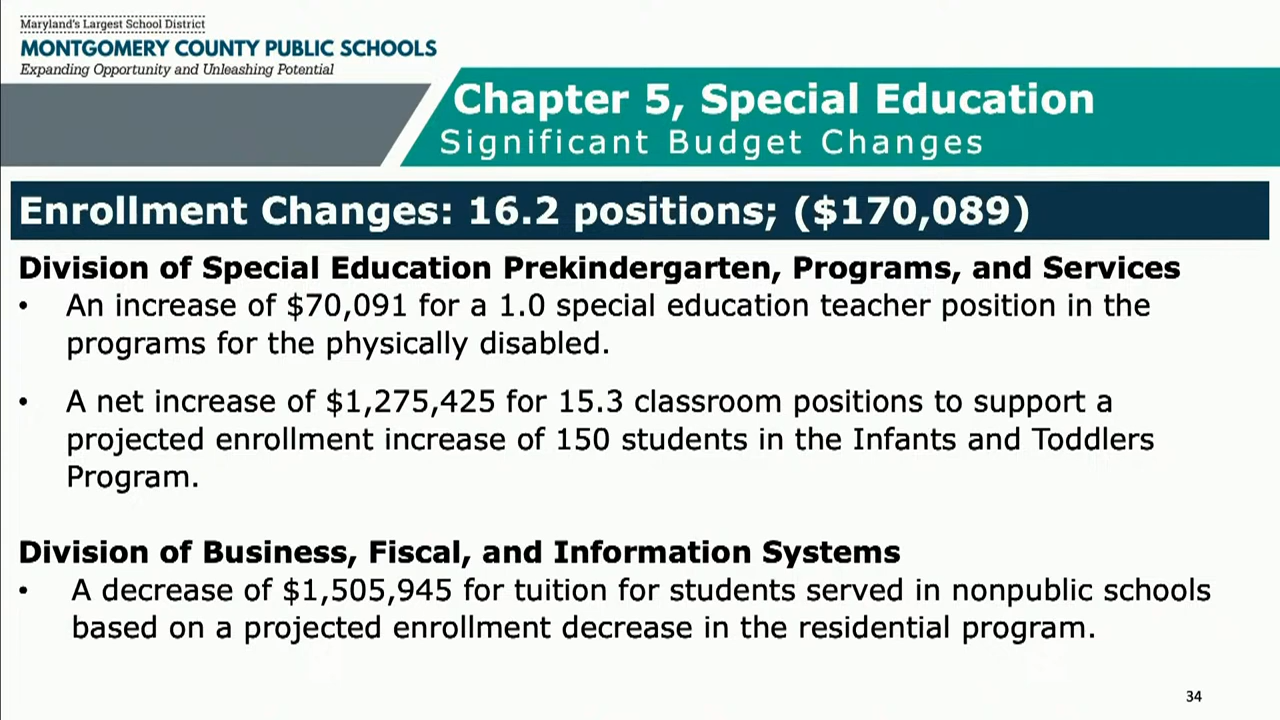 Maryland's Largest School District
MONTGOMERY COUNTY PUBLIC SCHOOLS
Expanding Opportunity and Unleashing Potential
Chapter 5, Special Education
Significant Budget Changes
Enrollment Changes: 16.2 positions; ($170,089)
Division of Special Education Prekindergarten, Programs, and Services
• An increase of $70,091 for a 1.0 special education teacher position in the
programs for the physically disabled.
• A net increase of $1,275,425 for 15.3 classroom positions to support a
projected enrollment increase of 150 students in the Infants and Toddlers
Program.
Division of Business, Fiscal, and Information Systems
• A decrease of $1,505,945 for tuition for students served in nonpublic schools
based on a projected enrollment decrease in the residential program.
34